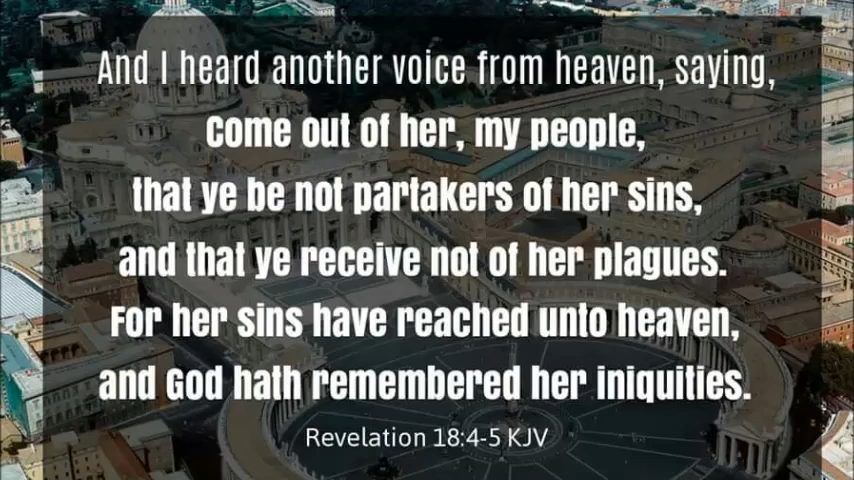 And I heard another voice from heaven, saying,
Come out of her, my people,
that ye be not partakers of her sins,
and that ye receive not of her plagues.
For her sins have reached unto heaven,
and God hath remembered her iniquities.
Revelation 18:4-5 KJV